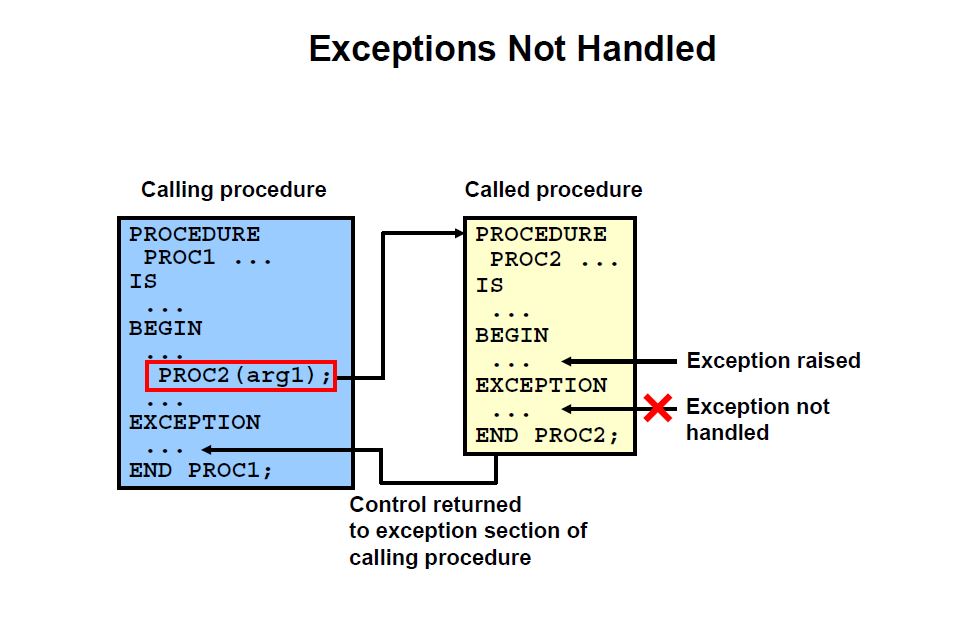 Exceptions Not Handled
Calling procedure
PROCEDURE
PROC1 ...
IS
...
BEGIN
...
PROC2(arg1);
...
EXCEPTION
...
END PROC1;
Called procedure
PROCEDURE
PROC2 ...
IS
...
BEGIN
...
EXCEPTION
...
END PROC2;
Exception raised
Exception not
handled
Control returned
to exception section of
calling procedure